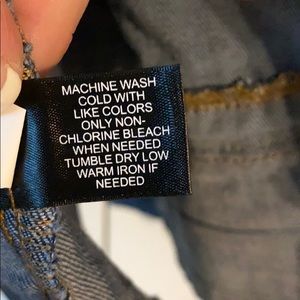 MACHINE WASH
COLD WITH
LIKE COLORS
ONLY NON-
CHLORINE BLEACH
WHEN NEEDED
TUMBLE DRY LOW
WARM IRON IF
NEEDED